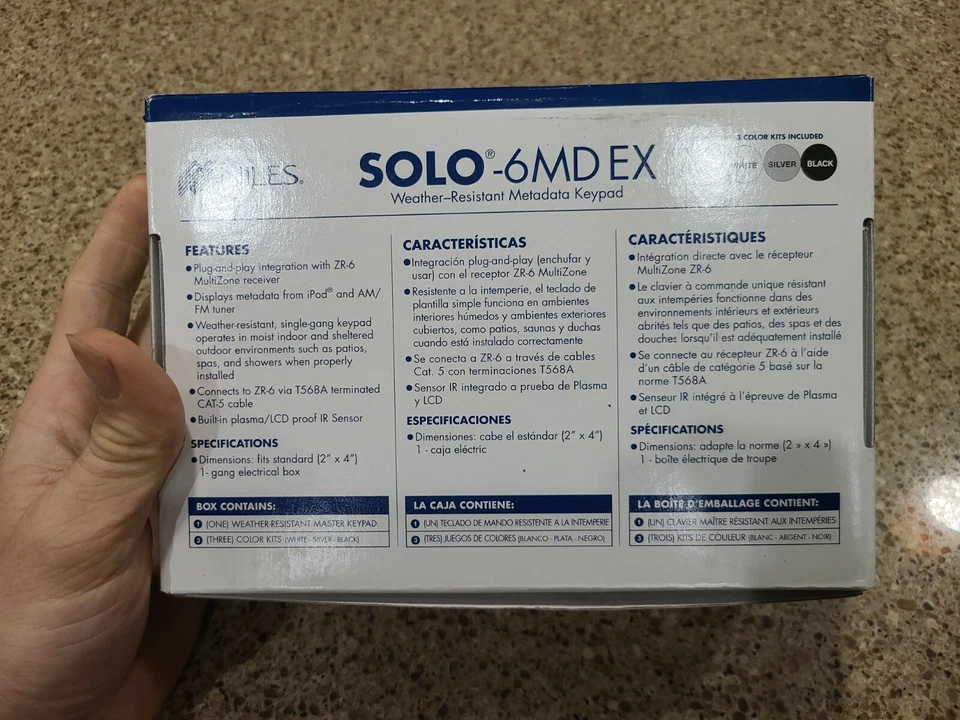 NILES®
SOLO®-6MD EX
Weather–Resistant Metadata Keypad
3 COLOR KITS INCLUDED
WHITE SILVER BLACK
FEATURES
● Plug-and-play integration with ZR-6
MultiZone receiver
● Displays metadata from iPod® and AM/
FM tuner
● Weather-resistant, single-gang keypad
operates in moist indoor and sheltered
outdoor environments such as patios,
spas, and showers when properly
installed
● Connects to ZR-6 via T568A terminated
CAT-5 cable
● Built-in plasma/LCD proof IR Sensor
SPECIFICATIONS
● Dimensions: fits standard (2” x 4”)
1- gang electrical box
BOX CONTAINS:
1 (ONE) WEATHER-RESISTANT MASTER KEYPAD
3 (THREE) COLOR KITS (WHITE - SILVER - BLACK)
CARACTERÍSTICAS
● Integración plug-and-play (enchufar y
usar) con el receptor ZR-6 MultiZone
● Resistente a la intemperie, el teclado de
plantilla simple funciona en ambientes
interiores húmedos y ambientes exteriores
cubiertos, como patios, saunas y duchas
cuando está instalado correctamente
● Se conecta a ZR-6 a través de cables
Cat. 5 con terminaciones T568A
● Sensor IR integrado a prueba de Plasma
y LCD
ESPECIFICACIONES
● Dimensiones: cabe el estándar (2” x 4”)
1 - caja eléctric
LA CAJA CONTIENE:
1 (UN) TECLADO DE MANDO RESISTENTE A LA INTEMPERIE
3 (TRES) JUEGOS DE COLORES (BLANCO - PLATA - NEGRO)
CARACTÉRISTIQUES
● Intégration directe avec le récepteur
MultiZone ZR-6
● Le clavier à commande unique résistant
aux intempéries fonctionne dans des
environnements intérieurs et extérieurs
abrités tels que des patios, des spas et des
douches lorsqu’il est adéquatement installé
● Se connecte au récepteur ZR-6 à l’aide
d’un câble de catégorie 5 basé sur la
norme T568A
● Senseur IR intégré à l’épreuve de Plasma
et LCD
SPÉCIFICATIONS
● Dimensions: adapte la norme (2 » x 4 »)
1 - boîte électrique de troupe
LA BOÎTE D’EMBALLAGE CONTIENT:
1 (UN) CLAVIER MAÎTRE RÉSISTANT AUX INTEMPÉRIES
3 (TROIS) KITS DE COULEUR (BLANC - ARGENT - NOIR)